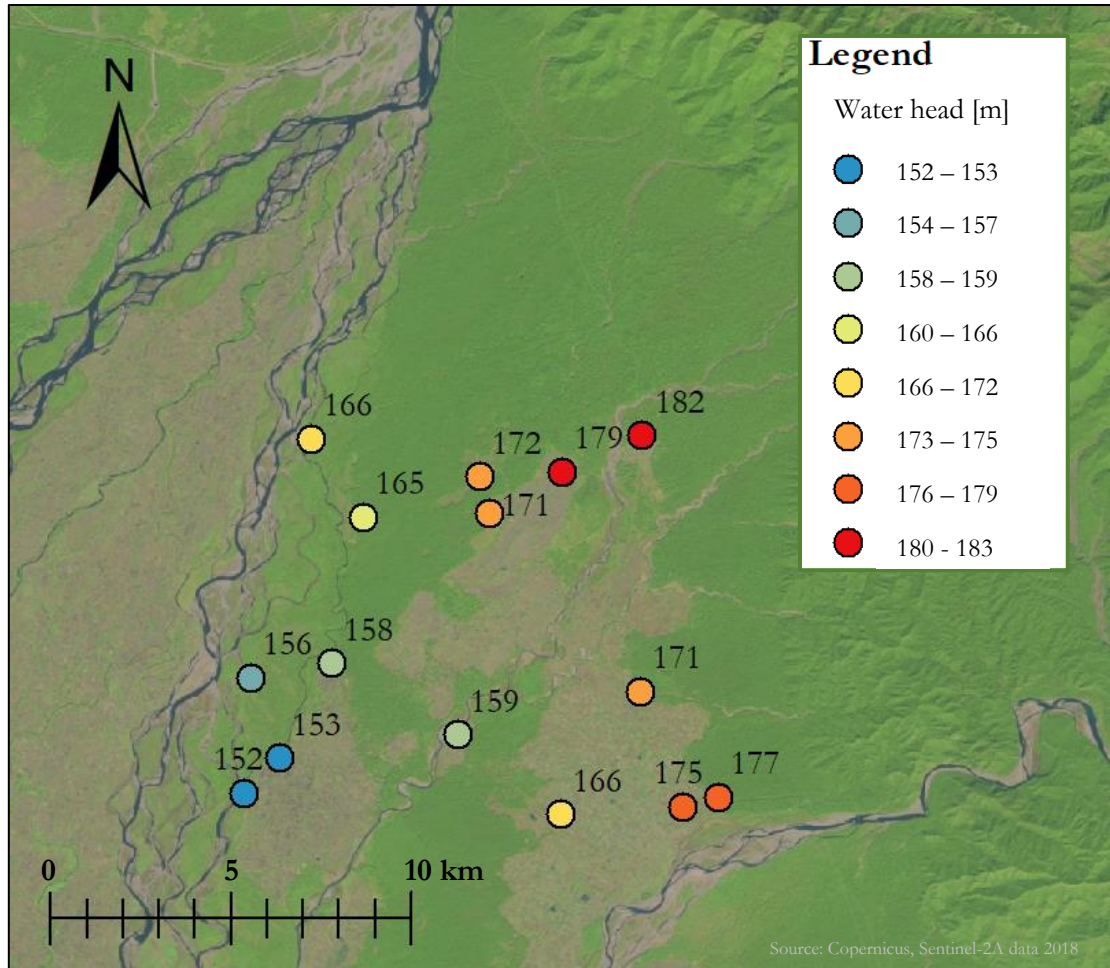 N
Legend
Water head [m]
152 – 153
154 – 157
158 – 159
160 – 166
166 – 172
173 – 175
176 – 179
180 - 183
166
182
172
179
165
171
156
158
171
159
153
152
166
175
177
0
5
10 km
Source: Copernicus, Sentinel-2A data 2018